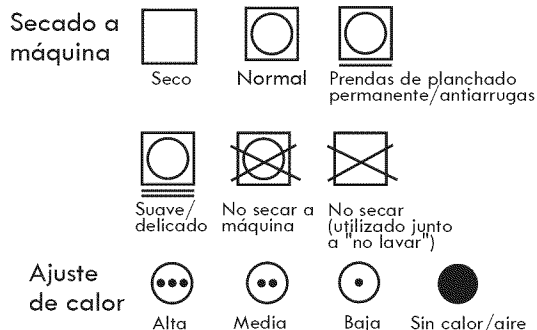 Secado a
máquina
Seco
Normal
Prendas de planchado
permanente/antiarrugas
Suave/
delicado
No secar a
máquina
No secar
(utilizado junto
a "no lavar")
Ajuste
de calor
Alta
Media
Baja
Sin calor/aire